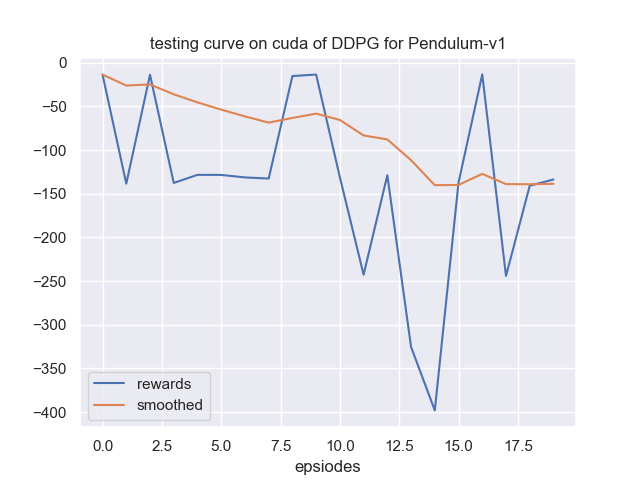 testing curve on cuda of DDPG for Pendulum-v1
0
−50
−100
−150
−200
−250
−300
−350
−400
rewards
smoothed
0.0 2.5 5.0 7.5 10.0 12.5 15.0 17.5
epsiodes